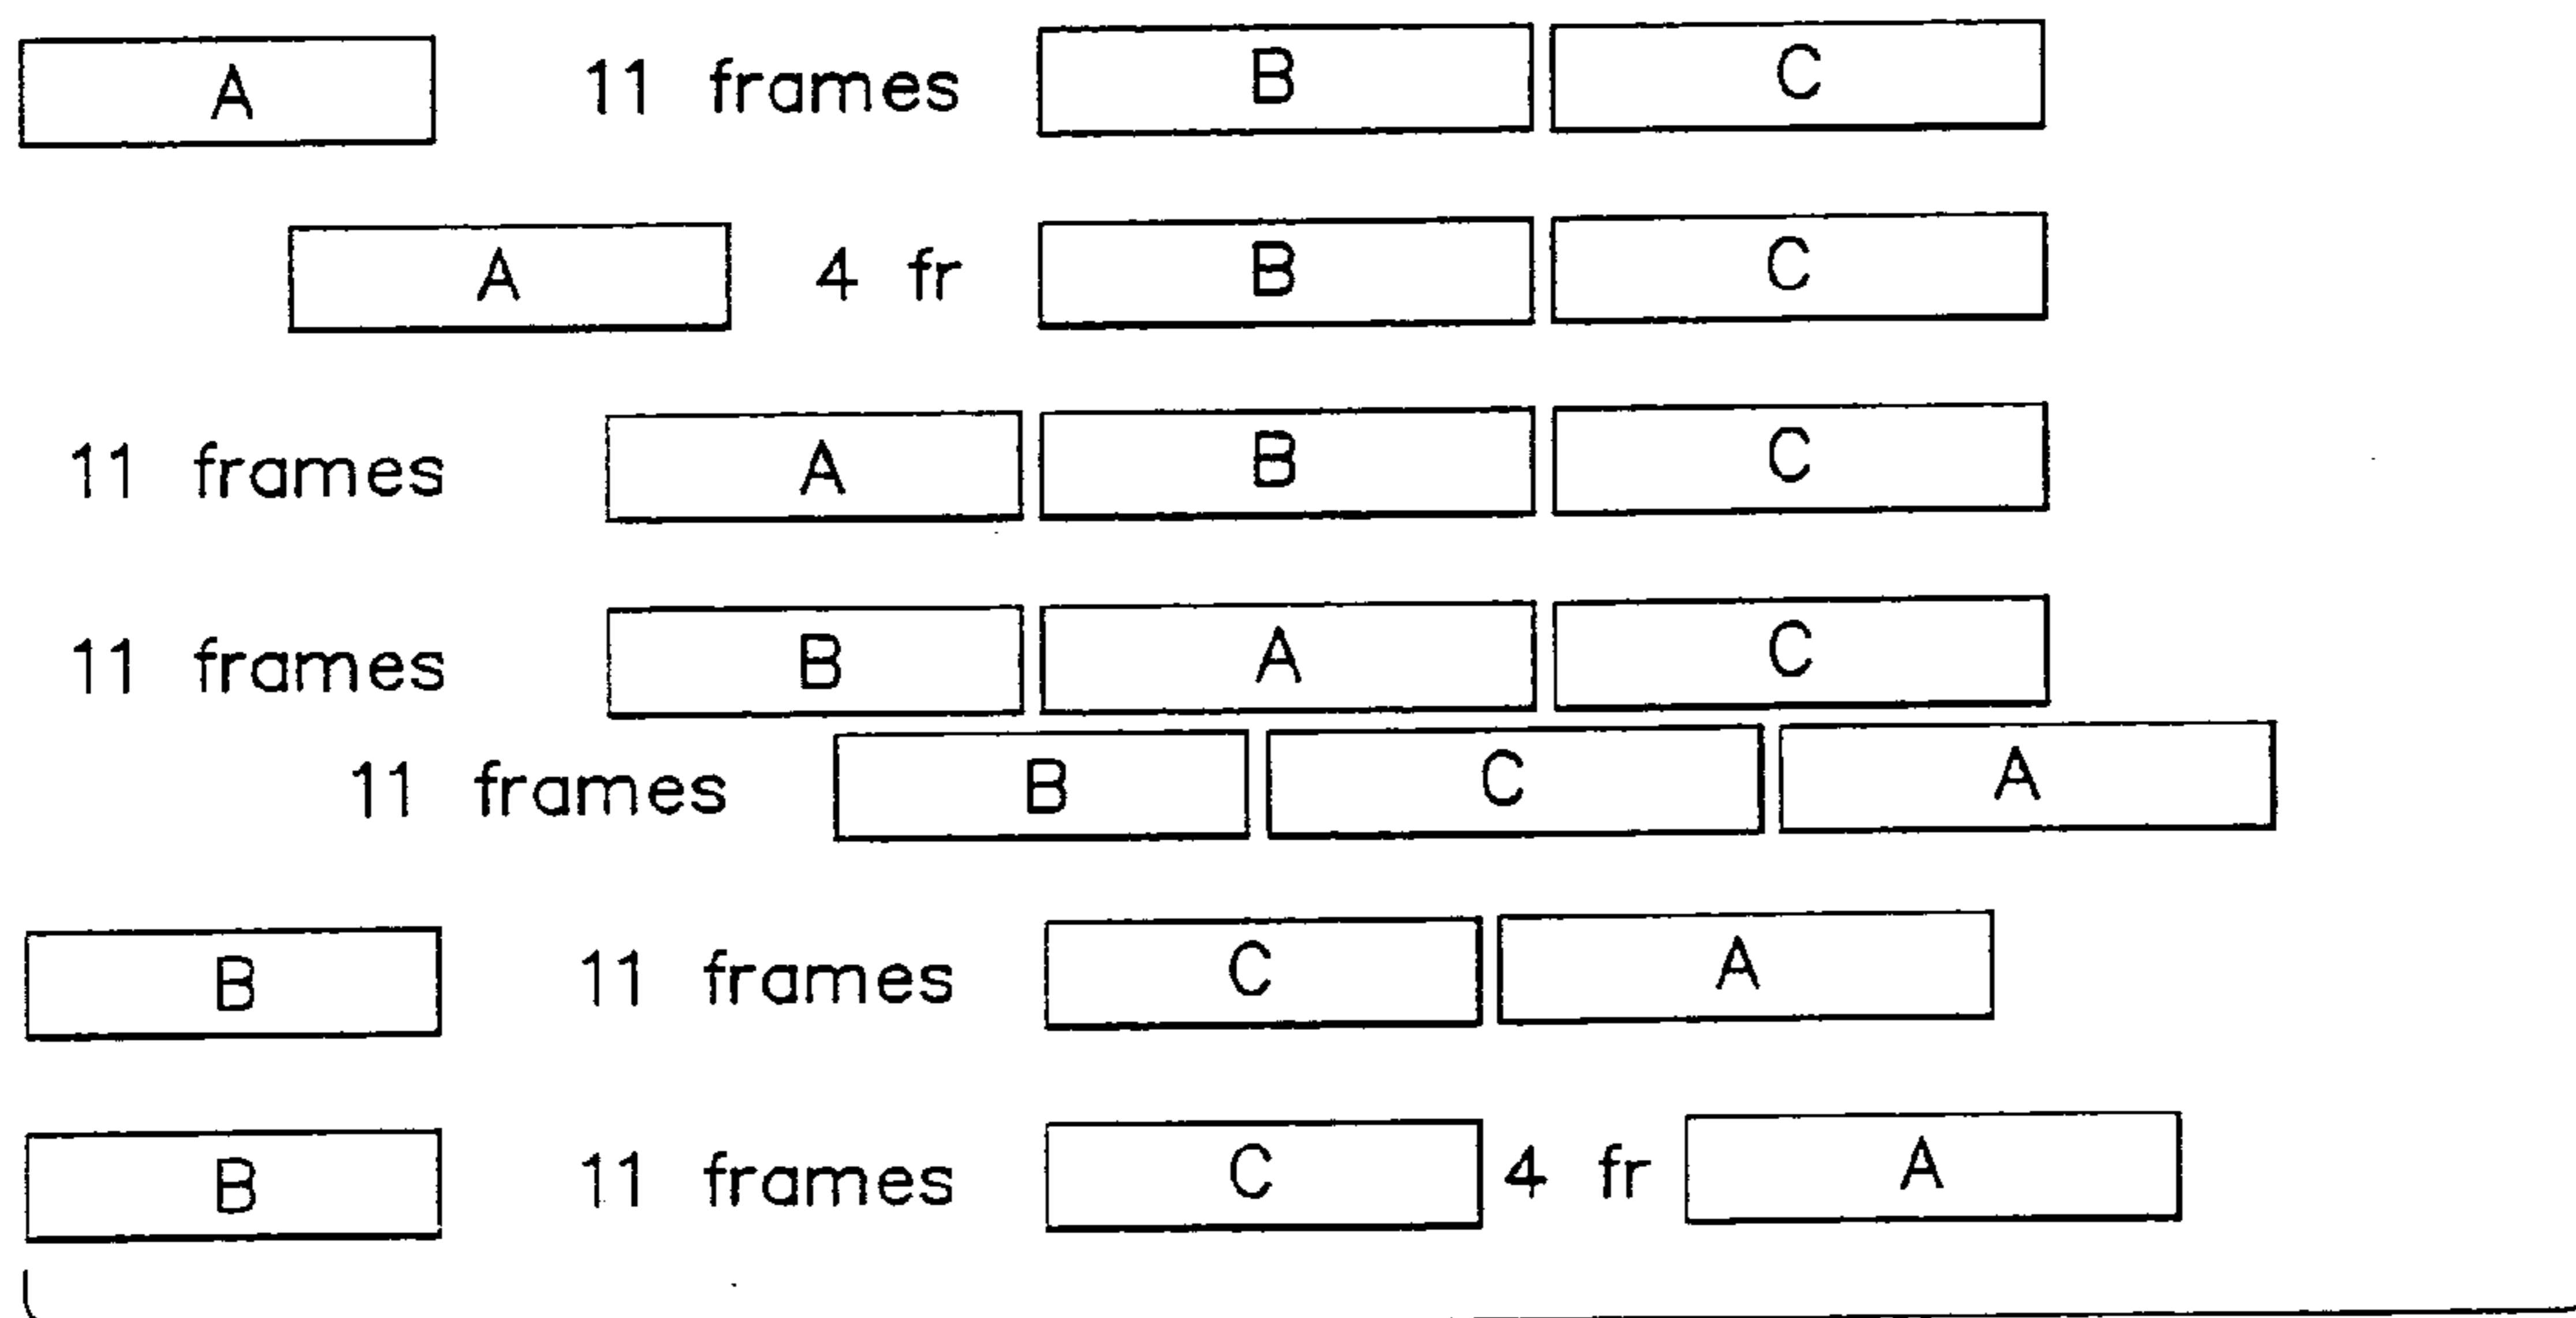 A 11 frames B C
A 4 fr B C
11 frames A B C
11 frames B A C
11 frames B C A
B 11 frames C A
B 11 frames C 4 fr A